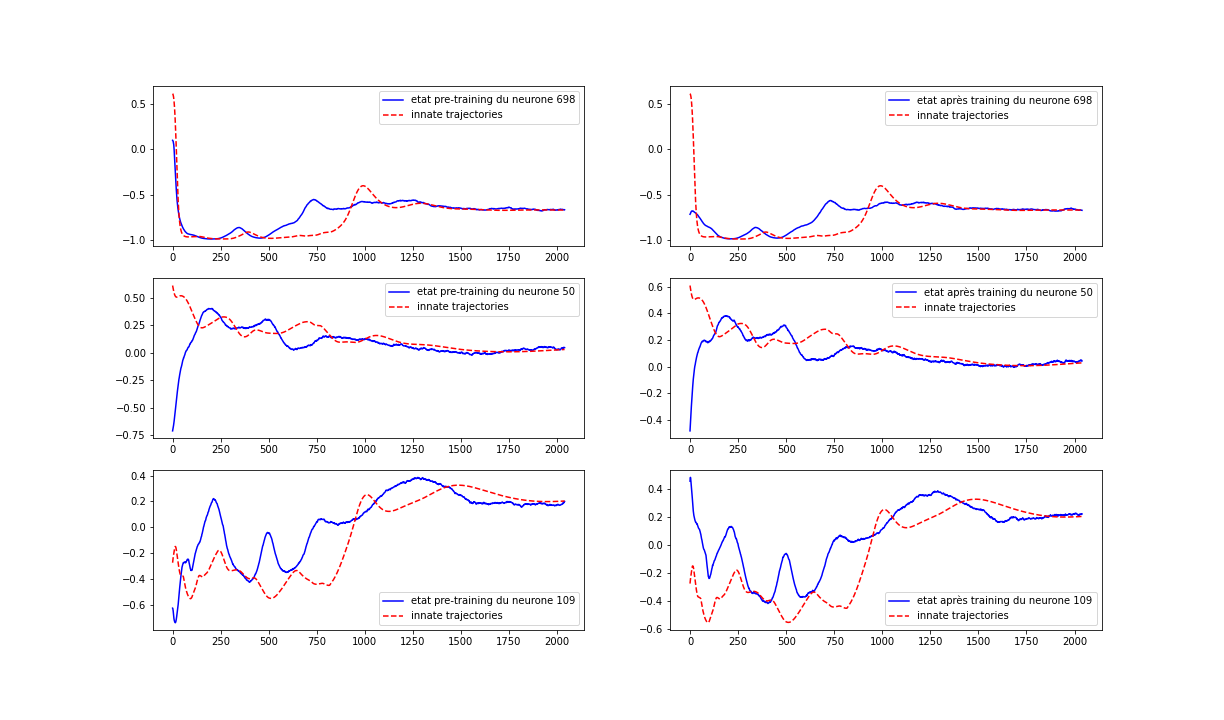 etat pre-training du neurone 698
innate trajectories
0.5
0.0
−0.5
−1.0
0 250 500 750 1000 1250 1500 1750 2000
etat après training du neurone 698
innate trajectories
0.5
0.0
−0.5
−1.0
0 250 500 750 1000 1250 1500 1750 2000
etat pre-training du neurone 50
innate trajectories
0.50
0.25
0.00
−0.25
−0.50
−0.75
0 250 500 750 1000 1250 1500 1750 2000
etat après training du neurone 50
innate trajectories
0.6
0.4
0.2
0.0
−0.2
−0.4
0 250 500 750 1000 1250 1500 1750 2000
0.4
0.2
0.0
−0.2
−0.4
−0.6
etat pre-training du neurone 109
innate trajectories
0 250 500 750 1000 1250 1500 1750 2000
0.4
0.2
0.0
−0.2
−0.4
−0.6
etat après training du neurone 109
innate trajectories
0 250 500 750 1000 1250 1500 1750 2000